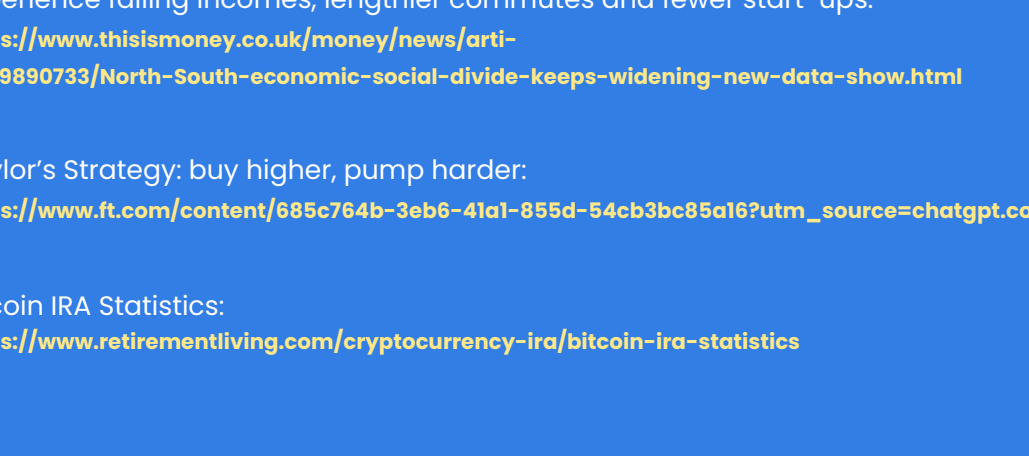 erience falling incomes, lengthier commutes and fewer start-ups:
s://www.thisismoney.co.uk/money/news/arti-
9890733/North-South-economic-social-divide-keeps-widening-new-data-show.html
ylor’s Strategy: buy higher, pump harder:
s://www.ft.com/content/685c764b-3eb6-41a1-855d-54cb3bc85a16?utm_source=chatgpt.co
coin IRA Statistics:
s://www.retirementliving.com/cryptocurrency-ira/bitcoin-ira-statistics